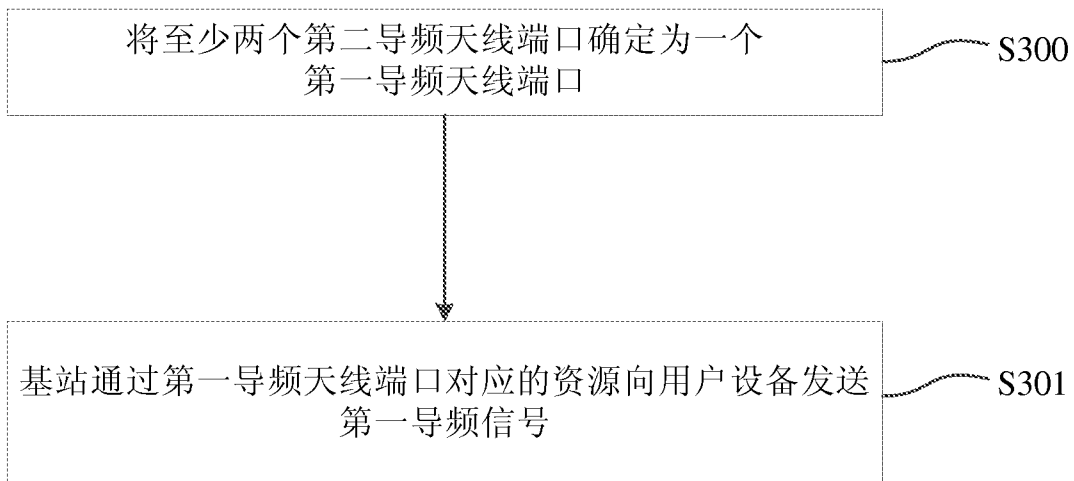 将至少两个第二导频天线端口确定为一个
第一导频天线端口
S300
基站通过第一导频天线端口对应的资源向用户设备发送
第一导频信号
S301